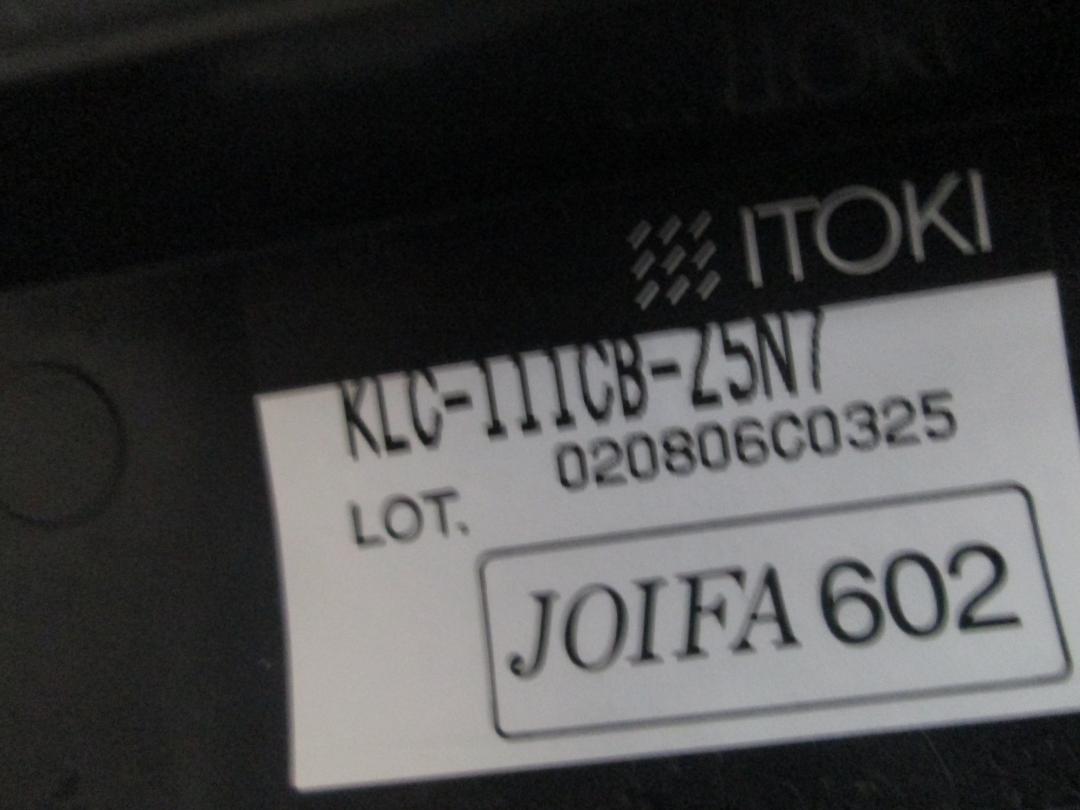 ITOKI
KLC-111CB-Z5N7
020806C0325
LOT.
JOIFA 602